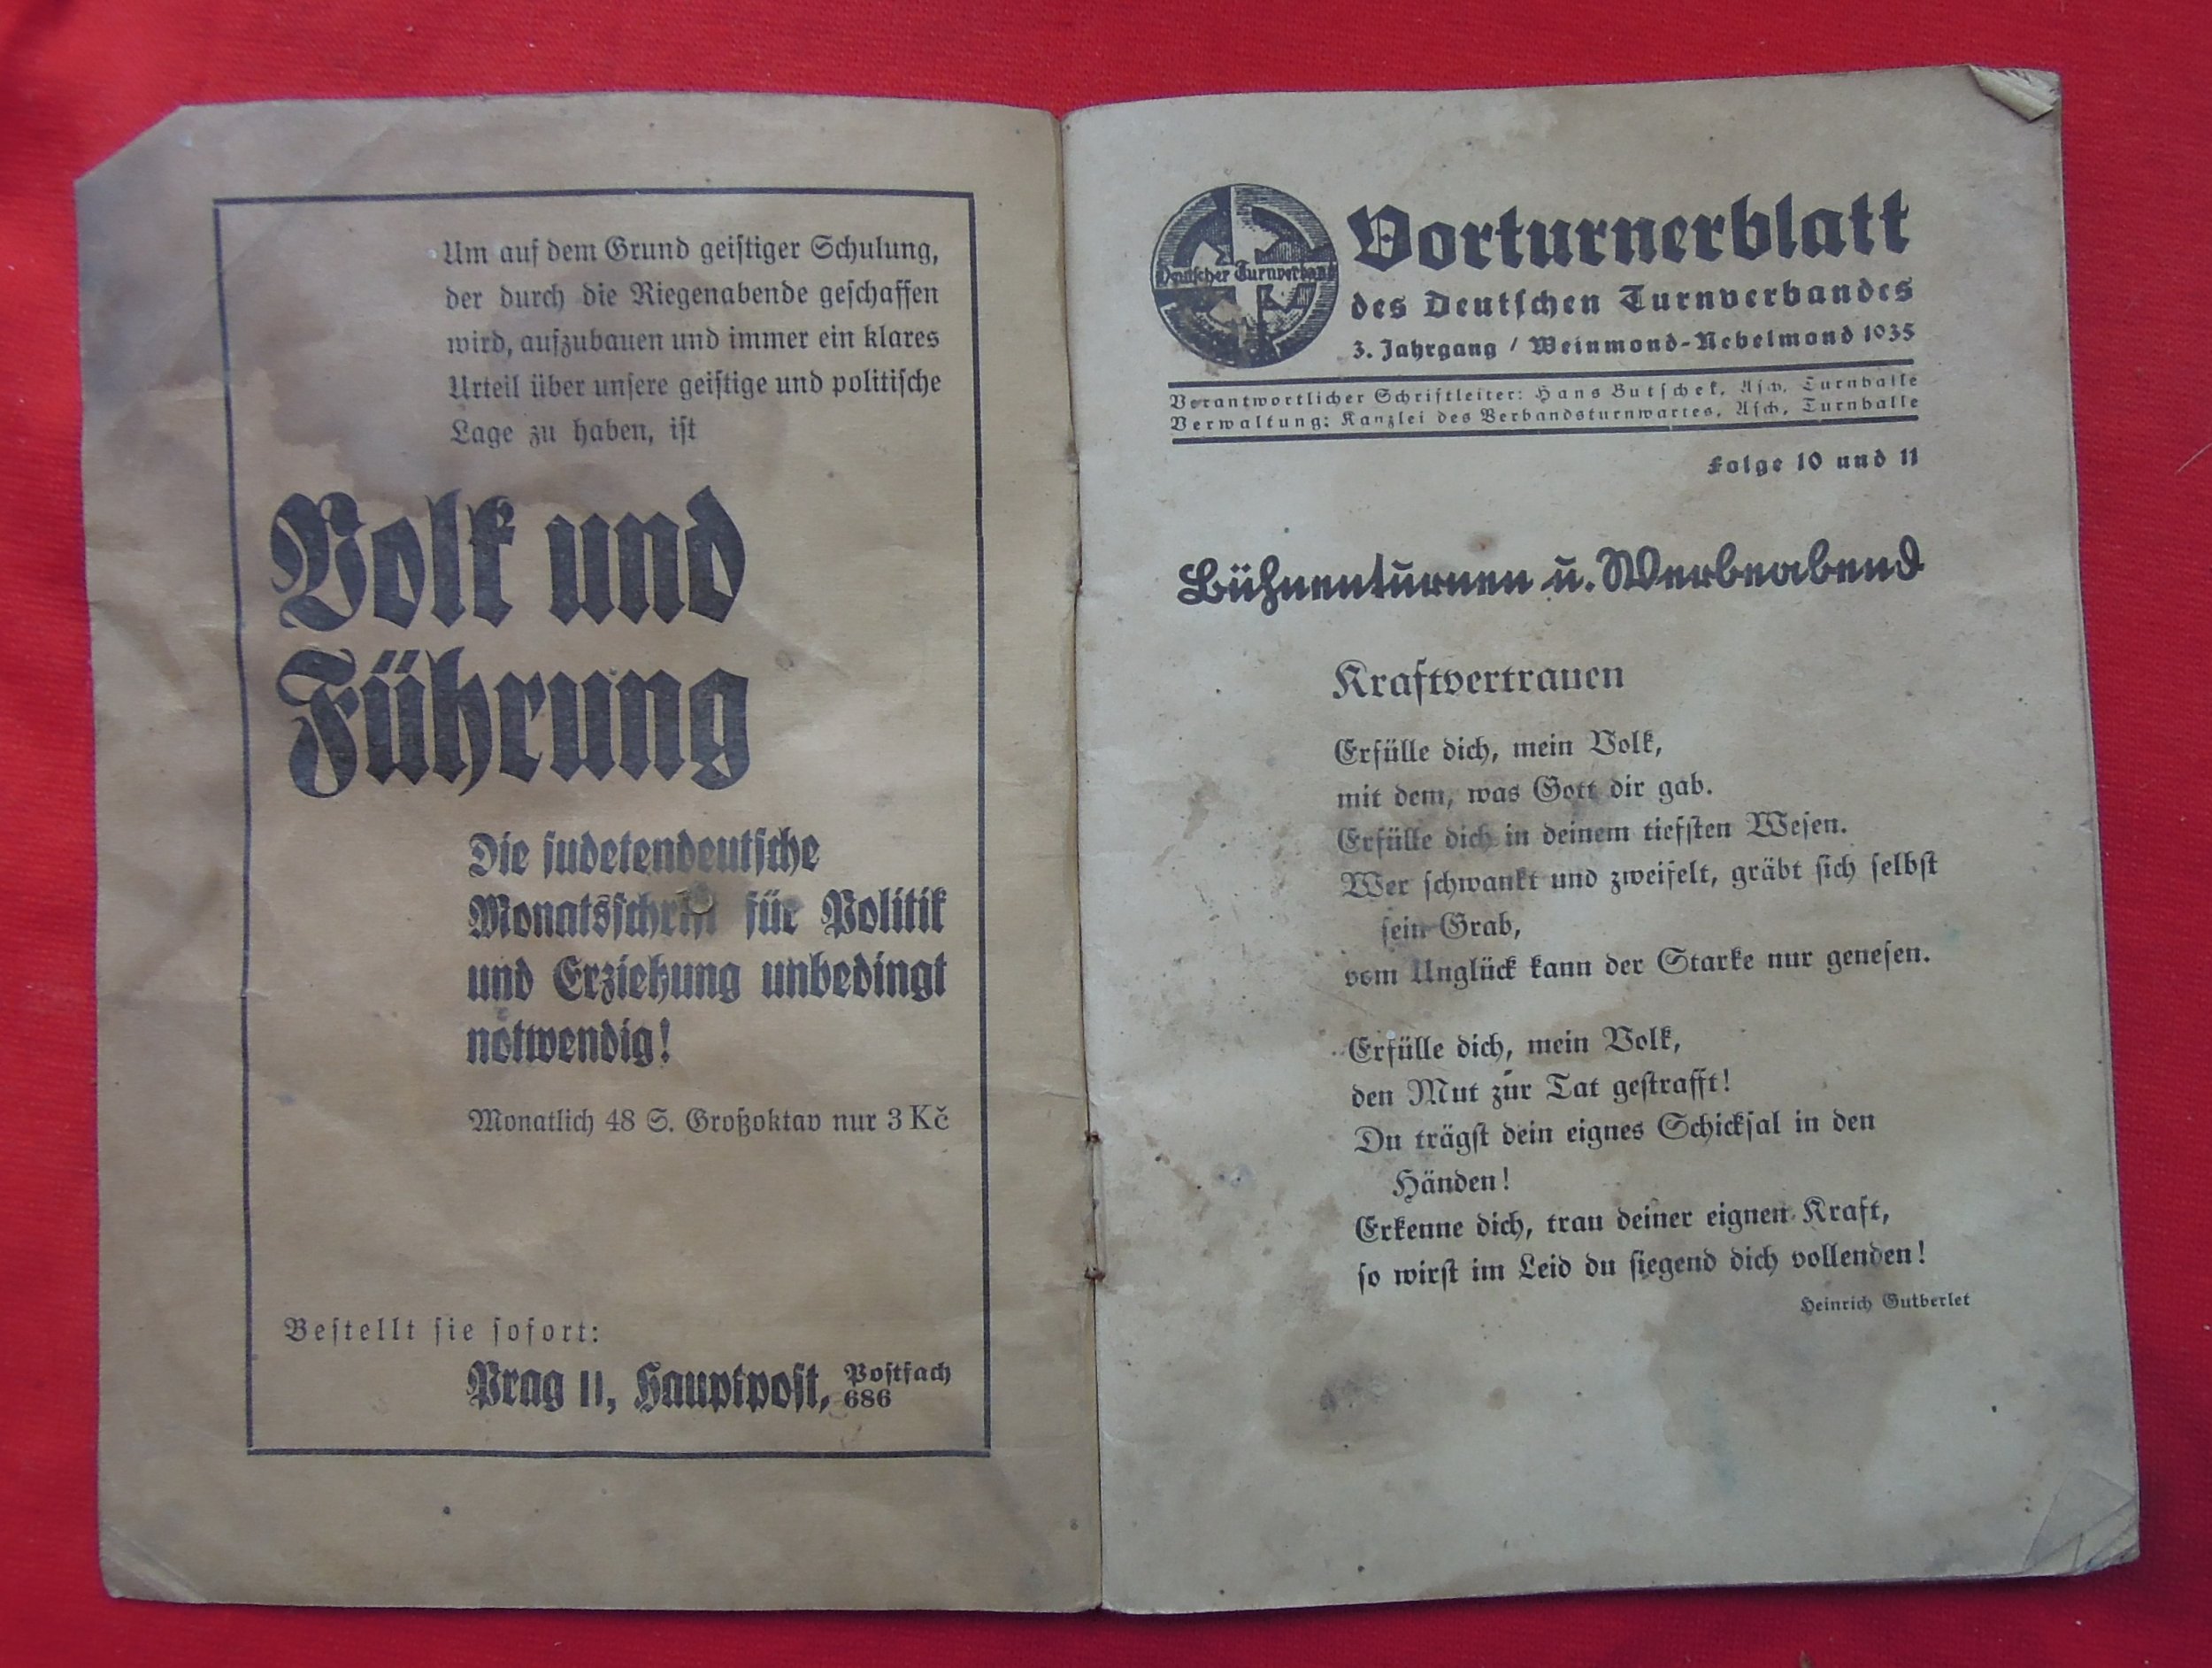 Um auf dem Grund geistiger Schulung,
der durch die Riegenabende geschaffen
wird, aufzubauen und immer ein klares
Urteil über unsere geistige und politische
Lage zu haben, ist
Volk und
Führung
Die sudetendeutsche
Monatsschrift für Politik
und Erziehung unbedingt
notwendig!
Monatlich 48 S. Großoktav nur 3 Kč
Bestellt sie sofort:
Prag II, Hauptpost, Postfach
686
Deutscher Turnverband
Vorturnerblatt
des Deutschen Turnverbandes
3. Jahrgang / Weinmond-Nebelmond 1935
Verantwortlicher Schriftleiter: Hans Butschek, Asch, Turnhalle
Verwaltung: Kanzlei des Verbandsturnwartes, Asch, Turnhalle
Folge 10 und 11
Bühnenturnen u. Werbeabend
Kraftvertrauen
Erfülle dich, mein Volk,
mit dem, was Gott dir gab.
Erfülle dich in deinem tiefsten Wesen.
Wer schwankt und zweifelt, gräbt sich selbst
sein Grab,
vom Unglück kann der Starke nur genesen.
Erfülle dich, mein Volk,
den Mut zur Tat gestrafft!
Du trägst dein eignes Schicksal in den
Händen!
Erkenne dich, trau deiner eignen Kraft,
so wirst im Leid du siegend dich vollenden!
Heinrich Gutberlet